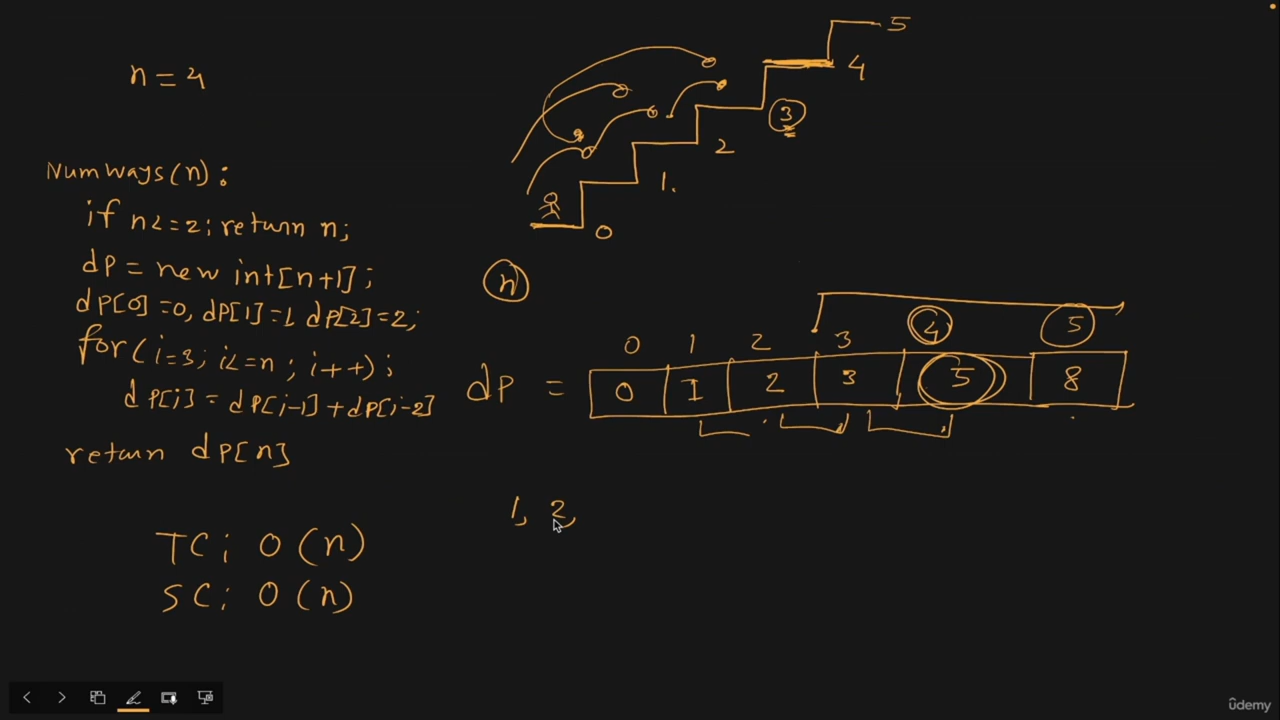 n = 4
NumWays(n):
if n<=2; return n;
dp = new int[n+1];
dp[0]=0, dp[1]=1, dp[2]=2;
for(i=3; i<=n; i++);
dp[i] = dp[i-1]+dp[i-2]
return dp[n]
TC; O(n)
SC; O(n)
5
4
3
2
1.
0
n
0 1 2 3 4 5
dp = 0 1 2 3 5 8
1, 2,
ûdemy